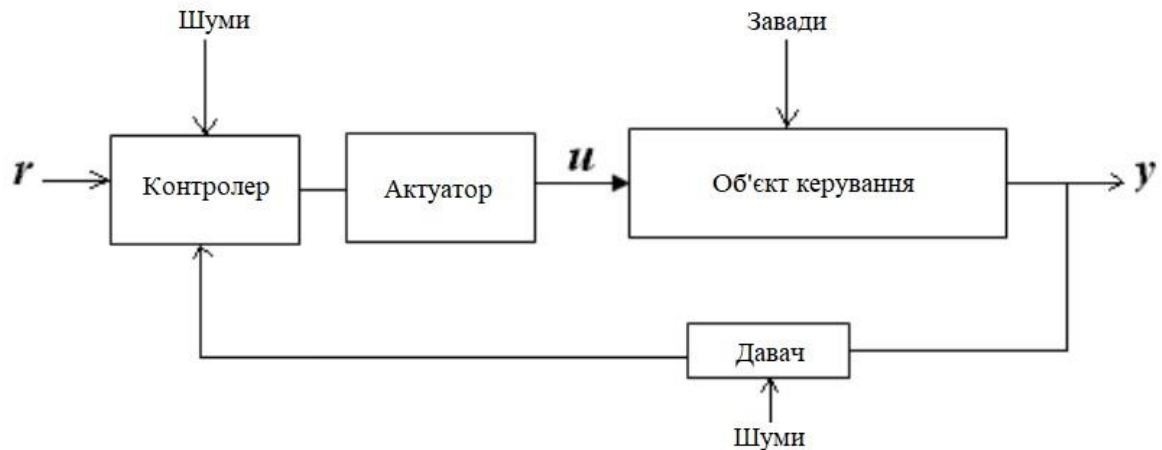 Шуми
Завади
r
Контролер
Актуатор
u
Об'єкт керування
y
Давач
Шуми